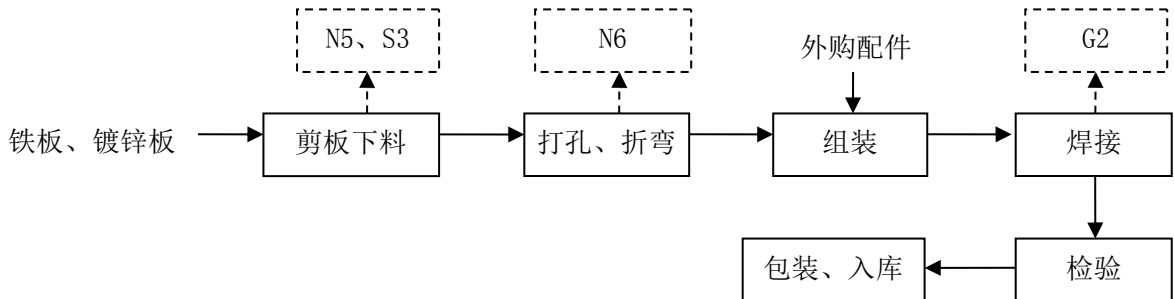 N5、S3
N6
外购配件
G2
铁板、镀锌板
剪板下料
打孔、折弯
组装
焊接
包装、入库
检验